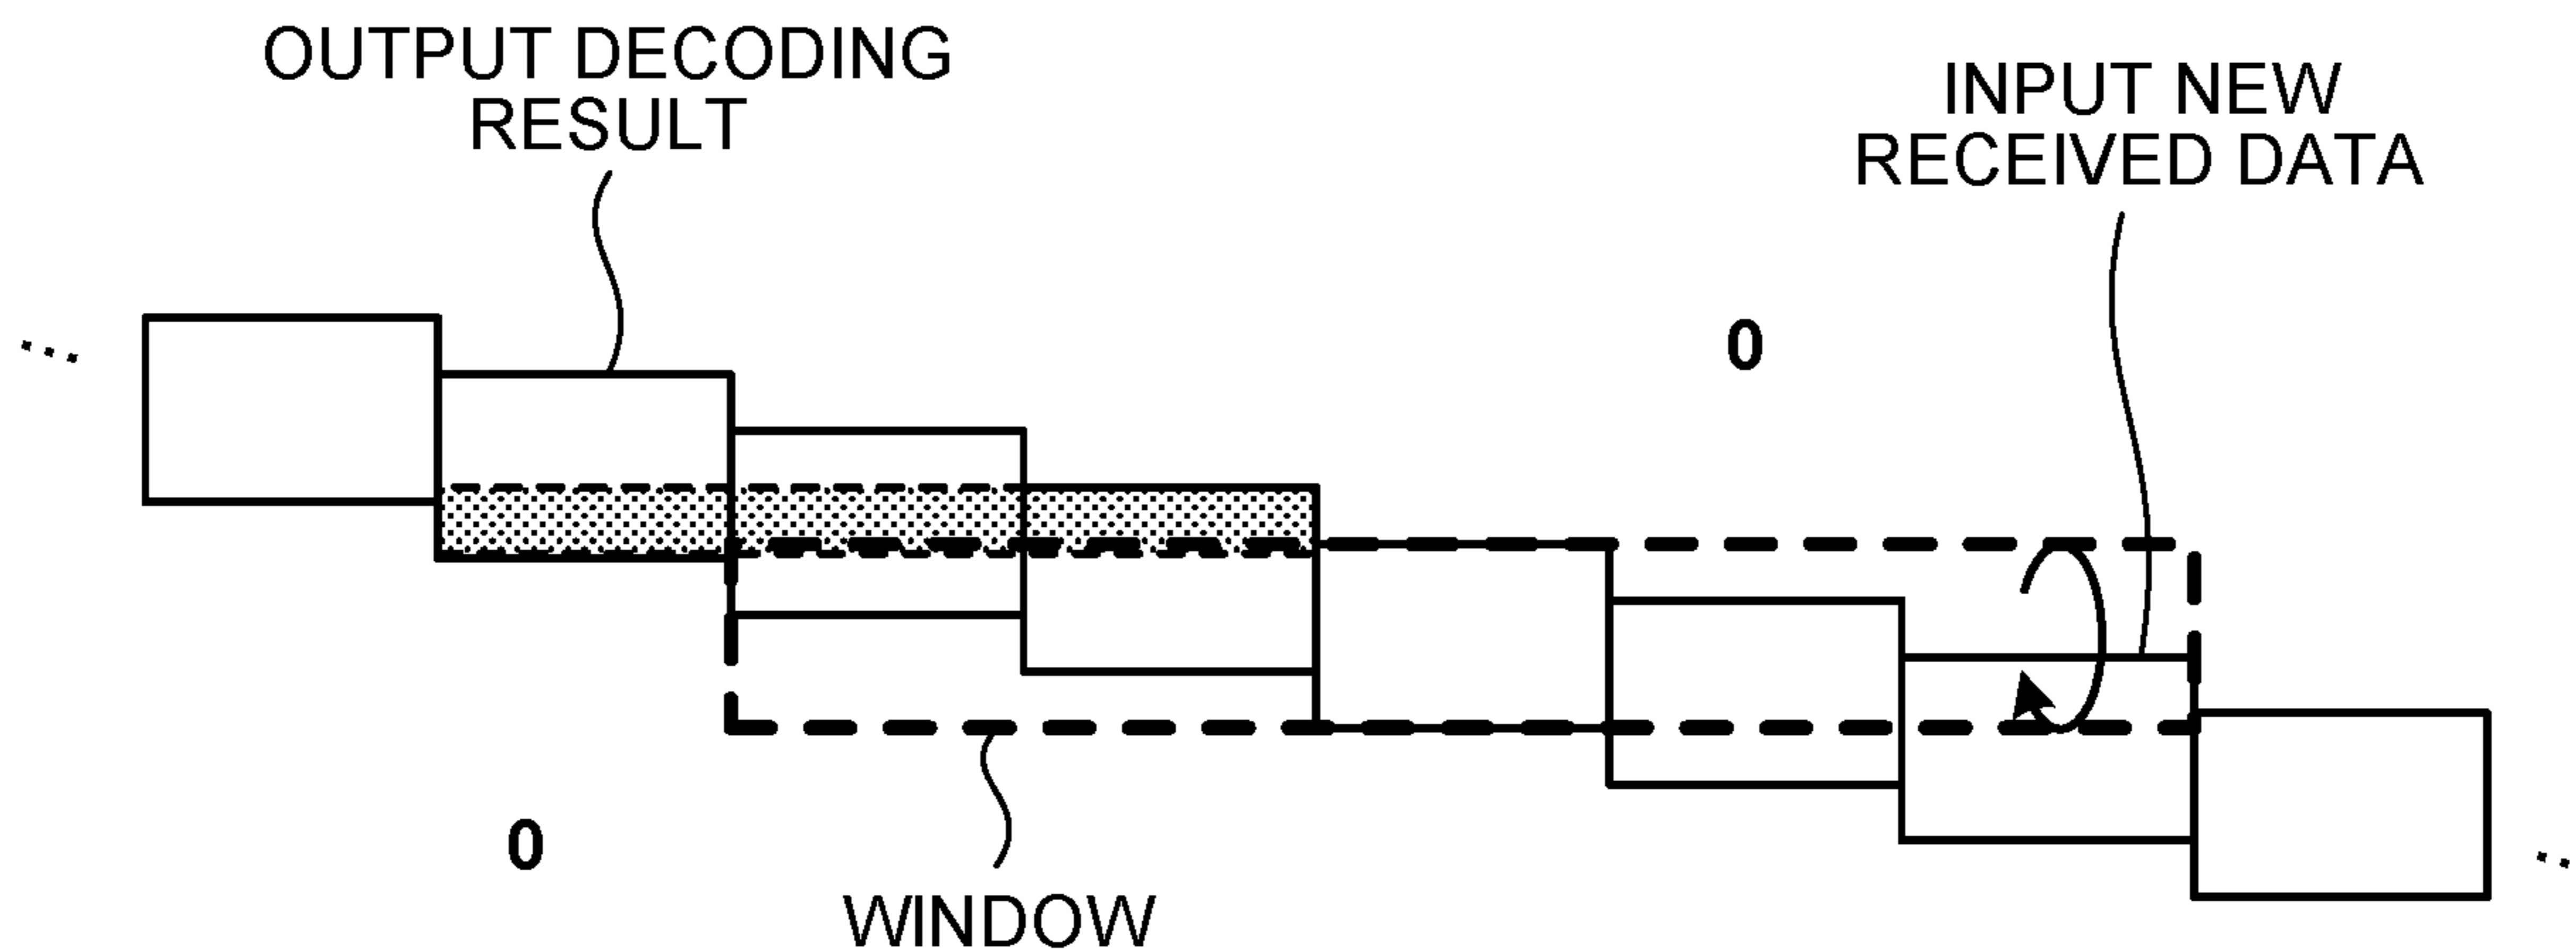 OUTPUT DECODING
RESULT
INPUT NEW
RECEIVED DATA
...
0
0
...
WINDOW